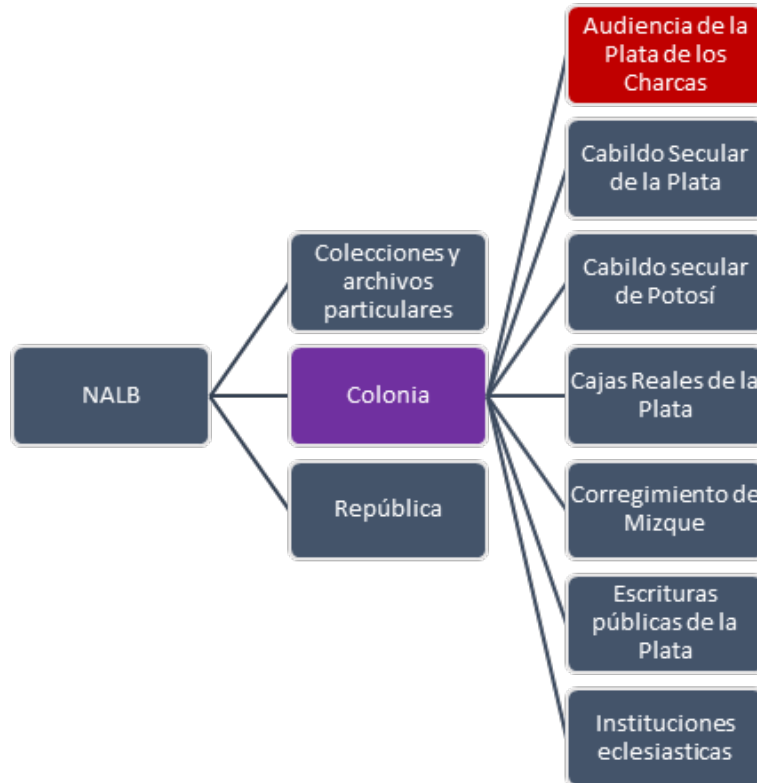 NALB
Colecciones y
archivos
particulares
Colonia
República
Audiencia de la
Plata de los
Charcas
Cabildo Secular
de la Plata
Cabildo secular
de Potosí
Cajas Reales de la
Plata
Corregimiento de
Mizque
Escrituras
públicas de la
Plata
Instituciones
eclesiasticas